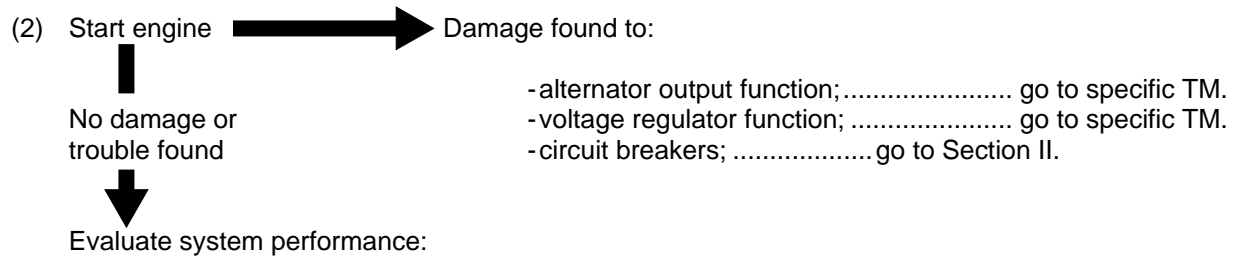 (2) Start engine Damage found to:
-alternator output function;....................... go to specific TM.
No damage or -voltage regulator function; ...................... go to specific TM.
trouble found -circuit breakers; ...................go to Section II.
Evaluate system performance: